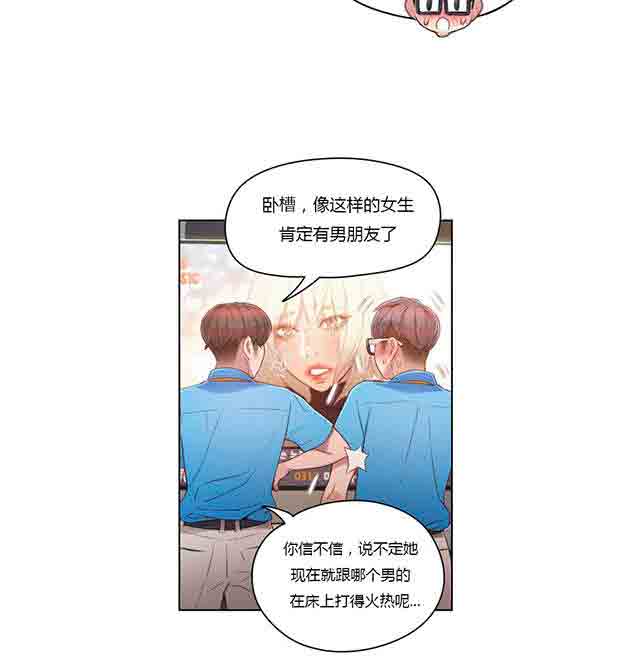 卧槽，像这样的女生
肯定有男朋友了
你信不信，说不定她
现在就跟哪个男的
在床上打得火热呢...